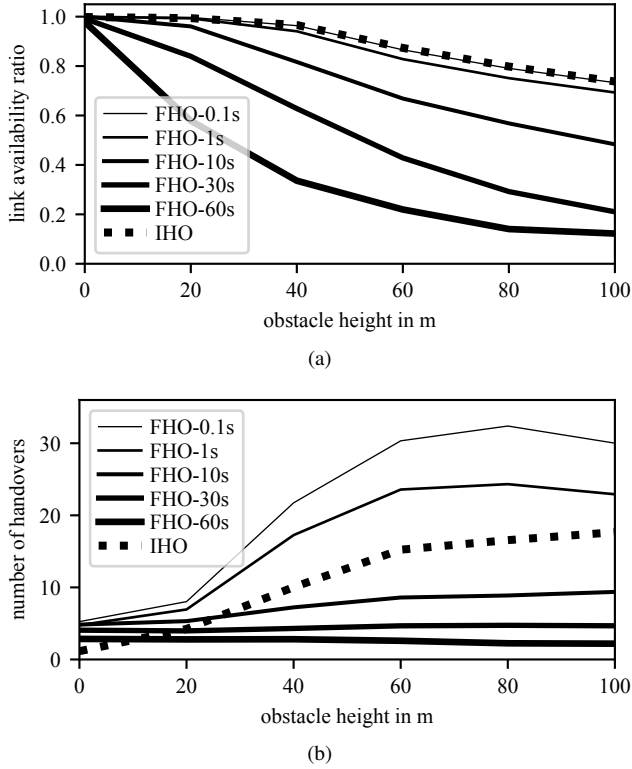 1.0
0.8
0.6
0.4
0.2
0.0
link availability ratio
FHO-0.1s
FHO-1s
FHO-10s
FHO-30s
FHO-60s
IHO
0 20 40 60 80 100
obstacle height in m
(a)
30
20
10
0
number of handovers
FHO-0.1s
FHO-1s
FHO-10s
FHO-30s
FHO-60s
IHO
0 20 40 60 80 100
obstacle height in m
(b)